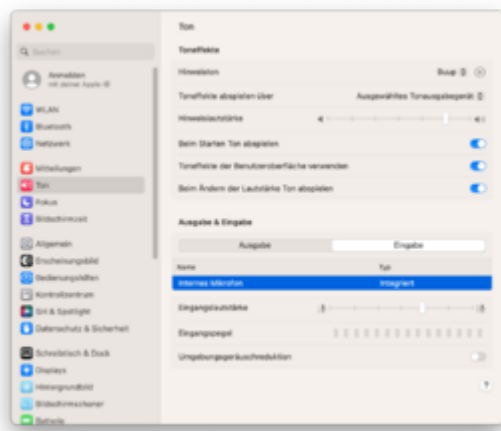 Ton
Suchen
Toneffekte
Anmelden
mit deiner Apple-ID
Hinweiston
Buup
Toneffekte abspielen über
Ausgewähltes Tonausgabegerät
WLAN
Bluetooth
Netzwerk
Hinweislautstärke
Beim Starten Ton abspielen
Mitteilungen
Toneffekte der Benutzeroberfläche verwenden
Ton
Beim Ändern der Lautstärke Ton abspielen
Fokus
Bildschirmzeit
Ausgabe & Eingabe
Allgemein
Ausgabe
Eingabe
Erscheinungsbild
Name
Typ
Bedienungshilfen
Internes Mikrofon
Integriert
Kontrollzentrum
Siri & Spotlight
Eingangslautstärke
Datenschutz & Sicherheit
Eingangspegel
Schreibtisch & Dock
Umgebungsgeräuschreduktion
Displays
Hintergrundbild
?
Bildschirmschoner
Batterie